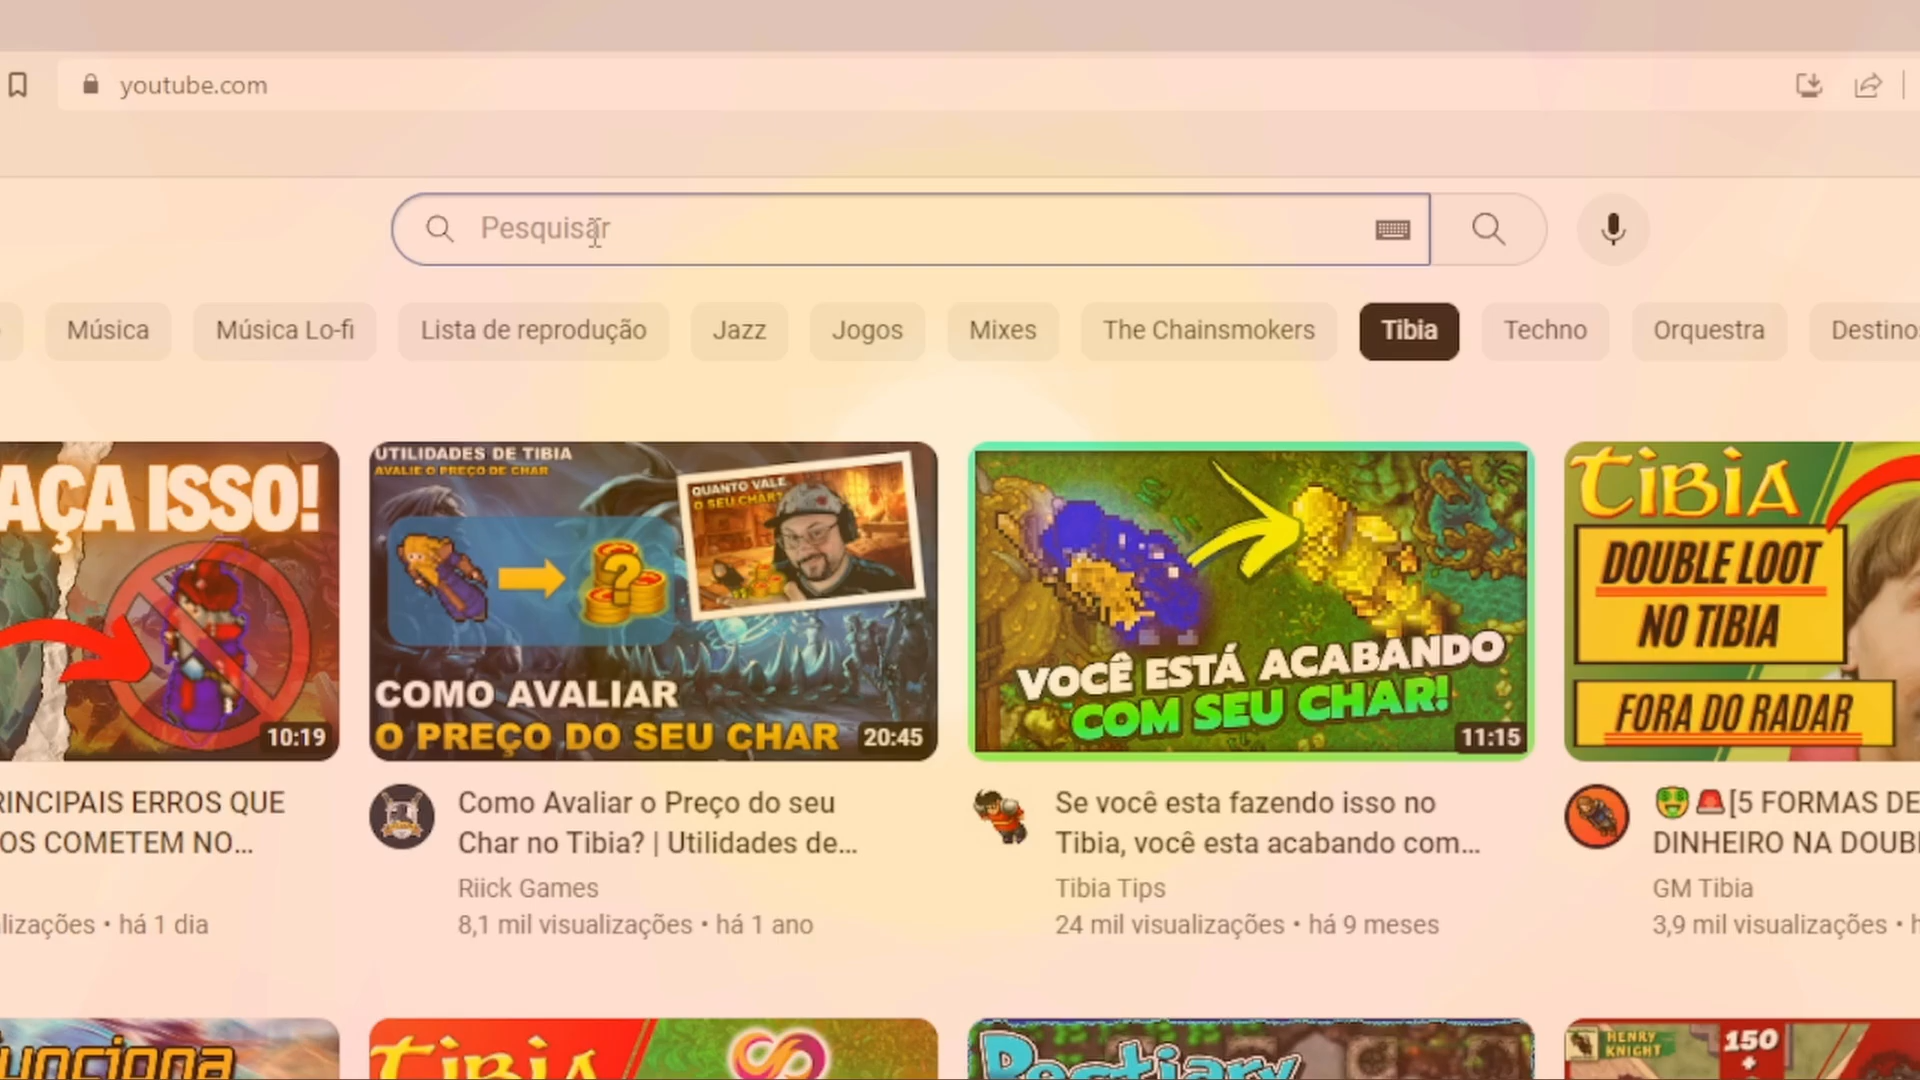 youtube.com
Pesquisar
Música
Música Lo-fi
Lista de reprodução
Jazz
Jogos
Mixes
The Chainsmokers
Tibia
Techno
Orquestra
Destino
AÇA ISSO!
10:19
UTILIDADES DE TIBIA
AVALIE O PREÇO DE CHAR
QUANTO VALE
O SEU CHAR?
COMO AVALIAR
O PREÇO DO SEU CHAR
20:45
VOCÊ ESTÁ ACABANDO
COM SEU CHAR!
11:15
TIBIA
DOUBLE LOOT
NO TIBIA
FORA DO RADAR
RINCIPAIS ERROS QUE
OS COMETEM NO...
lizações • há 1 dia
Como Avaliar o Preço do seu
Char no Tibia? | Utilidades de...
Riick Games
8,1 mil visualizações • há 1 ano
Se você esta fazendo isso no
Tibia, você esta acabando com...
Tibia Tips
24 mil visualizações • há 9 meses
[5 FORMAS DE
DINHEIRO NA DOUB
GM Tibia
3,9 mil visualizações • h
funciona
TIBIA
Bestiary
HENRY
KNIGHT
150
+